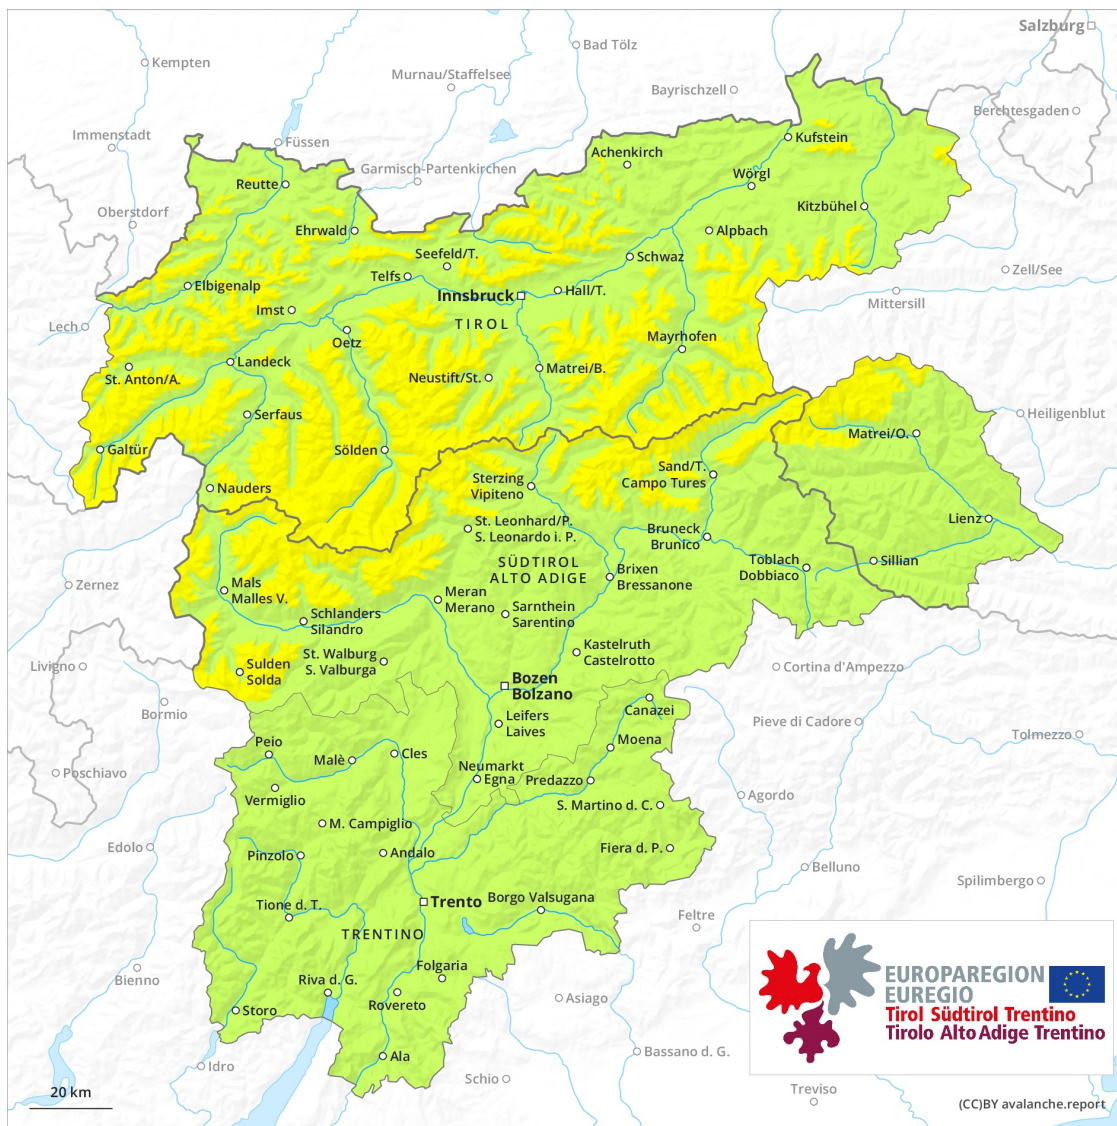 Salzburg
Kempten
Bad Tölz
Murnau/Staffelsee
Bayrischzell
Berchtesgaden
Immenstadt
Füssen
Kufstein
Achenkirch
Garmisch-Partenkirchen
Wörgl
Reutte
Oberstdorf
Kitzbühel
Ehrwald
Alpbach
Seefeld/T.
Schwaz
Telfs
Zell/See
Elbigenalp
Innsbruck
Hall/T.
Mittersill
Imst
TIROL
Lech
Oetz
Mayrhofen
Landeck
Matrei/B.
St. Anton/A.
Neustift/St.
Serfaus
Heiligenblut
Matrei/O.
Galtür
Sölden
Sand/T.
Campo Tures
Sterzing
Vipiteno
Nauders
Lienz
St. Leonhard/P.
S. Leonardo i. P.
Bruneck
Brunico
SÜDTIROL
ALTO ADIGE
Toblach
Dobbiaco
Sillian
Brixen
Bressanone
Zernez
Mals
Malles V.
Meran
Merano
Sarnthein
Sarentino
Schlanders
Silandro
Kastelruth
Castelrotto
St. Walburg
S. Valburga
Livigno
Sulden
Solda
Cortina d'Ampezzo
Bozen
Bolzano
Bormio
Canazei
Leifers
Laives
Pieve di Cadore
Tolmezzo
Peio
Moena
Malè
Cles
Poschiavo
Neumarkt
Egna
Predazzo
Vermiglio
Agordo
S. Martino d. C.
M. Campiglio
Edolo
Pinzolo
Andalo
Fiera d. P.
Belluno
Spilimbergo
Trento
Borgo Valsugana
Tione d. T.
Feltre
TRENTINO
Folgaria
Bienno
Riva d. G.
Rovereto
Asiago
Storo
EUROPAREGION
EUREGIO
Tirol Südtirol Trentino
Tirolo Alto Adige Trentino
Ala
Bassano d. G.
Idro
Schio
Treviso
20 km
(CC)BY avalanche.report